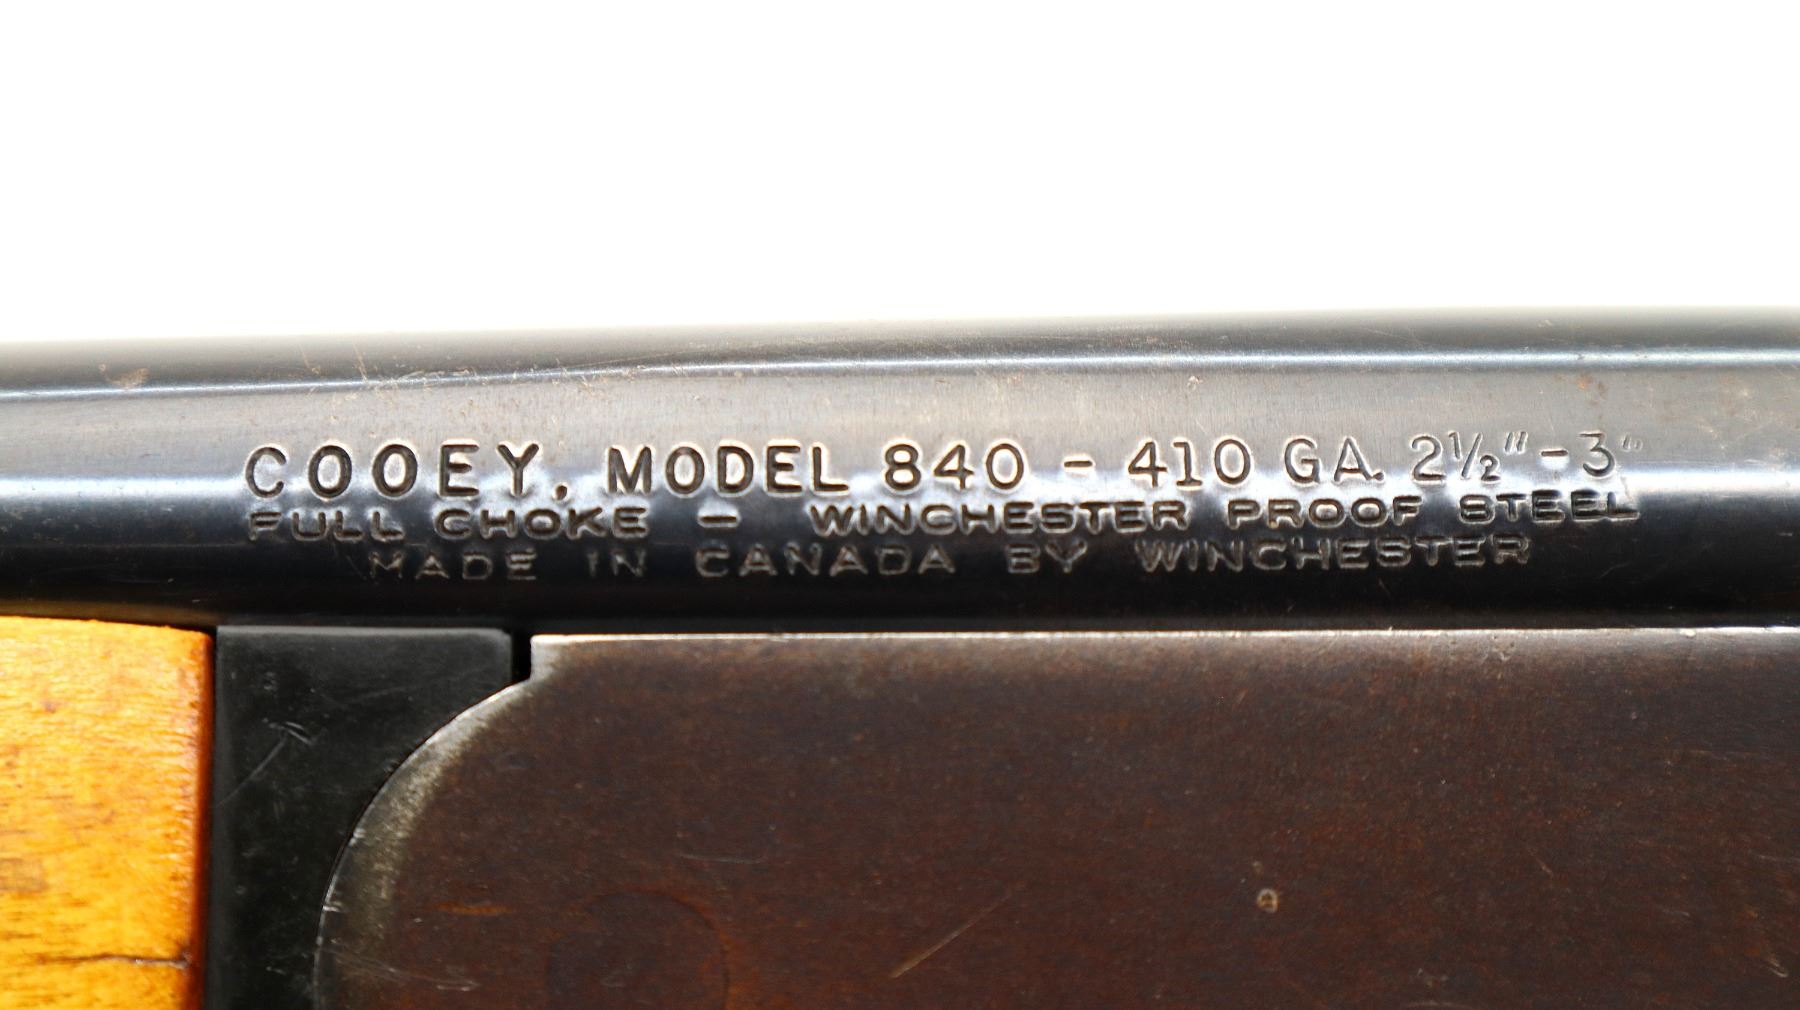 COOEY, MODEL 840 - 410 GA. 2½" - 3"
FULL CHOKE - WINCHESTER PROOF STEEL
MADE IN CANADA BY WINCHESTER